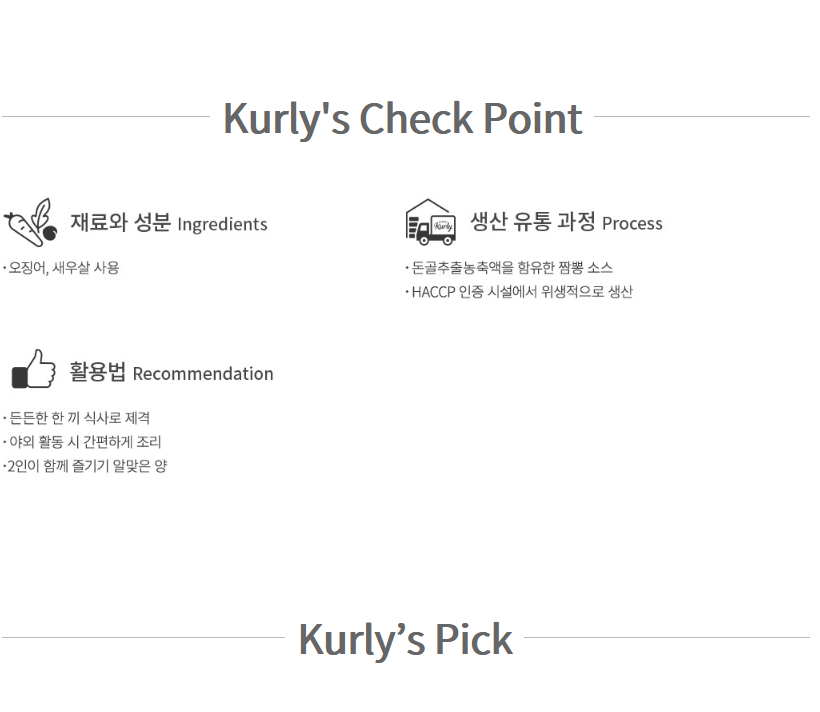 Kurly's Check Point
재료와 성분 Ingredients
· 오징어, 새우살 사용
Kurly
생산 유통 과정 Process
· 돈골추출농축액을 함유한 짬뽕 소스
· HACCP 인증 시설에서 위생적으로 생산
활용법 Recommendation
· 든든한 한 끼 식사로 제격
· 야외 활동 시 간편하게 조리
· 2인이 함께 즐기기 알맞은 양
Kurly’s Pick